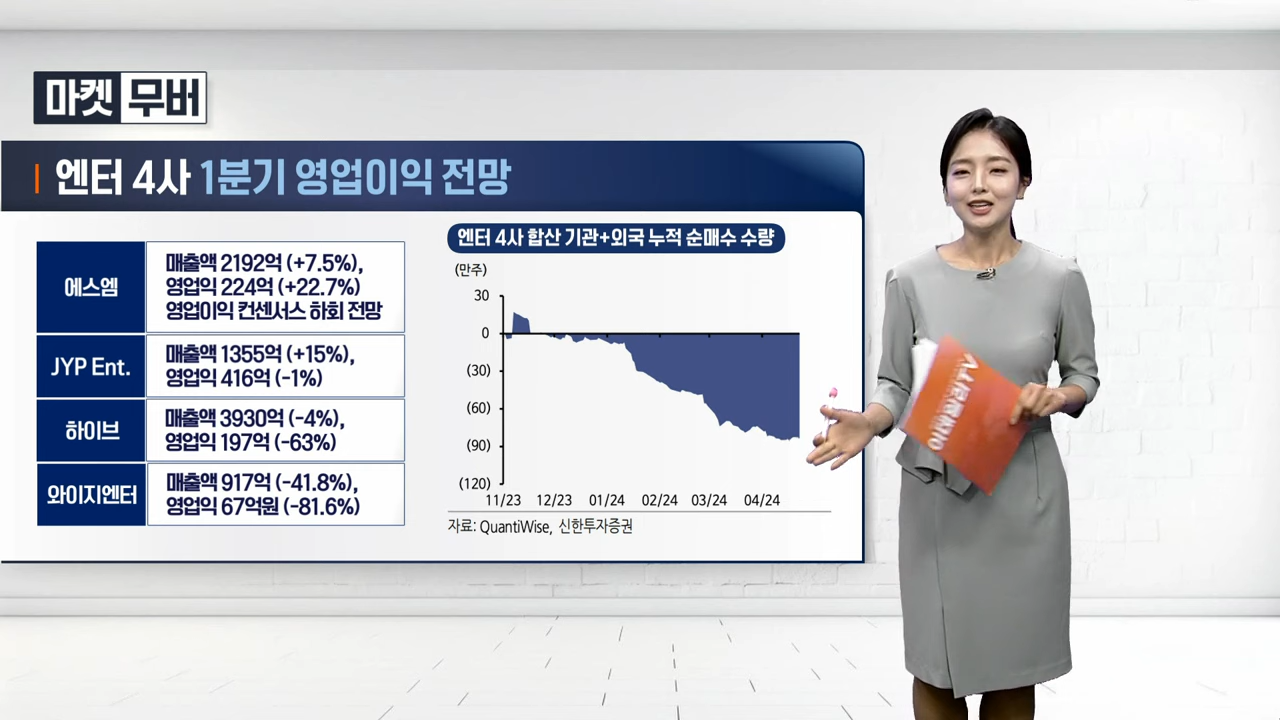 마켓 무버
엔터 4사 1분기 영업이익 전망
에스엠
매출액 2192억 (+7.5%),
영업익 224억 (+22.7%)
영업이익 컨센서스 하회 전망
JYP Ent.
매출액 1355억 (+15%),
영업익 416억 (-1%)
하이브
매출액 3930억 (-4%),
영업익 197억 (-63%)
와이지엔터
매출액 917억 (-41.8%),
영업익 67억원 (-81.6%)
엔터 4사 합산 기관+외국 누적 순매수 수량
(만주)
30
0
(30)
(60)
(90)
(120)
11/23 12/23 01/24 02/24 03/24 04/24
자료: QuantiWise, 신한투자증권
이데일리TV